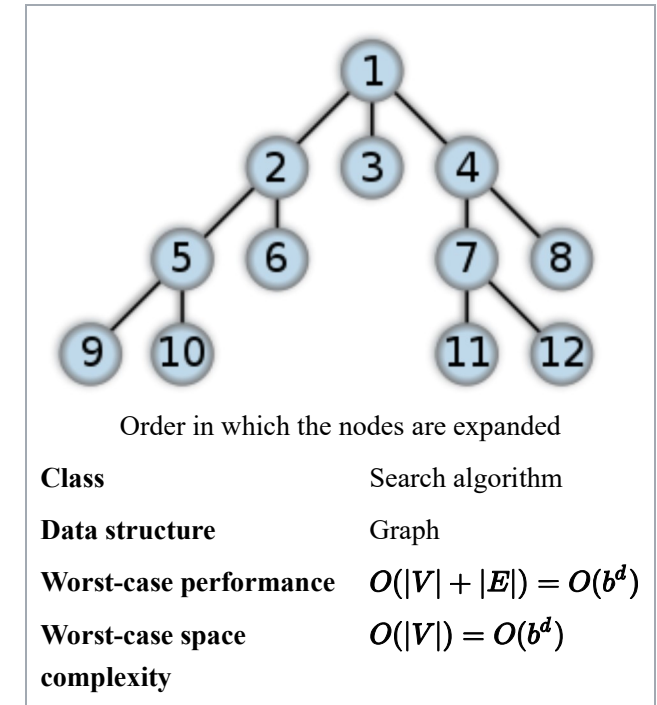 1
2 3 4
5 6 7 8
9 10 11 12
Order in which the nodes are expanded
Class Search algorithm
Data structure Graph
Worst-case performance O(|V| + |E|) = O(b^d)
Worst-case space O(|V|) = O(b^d)
complexity